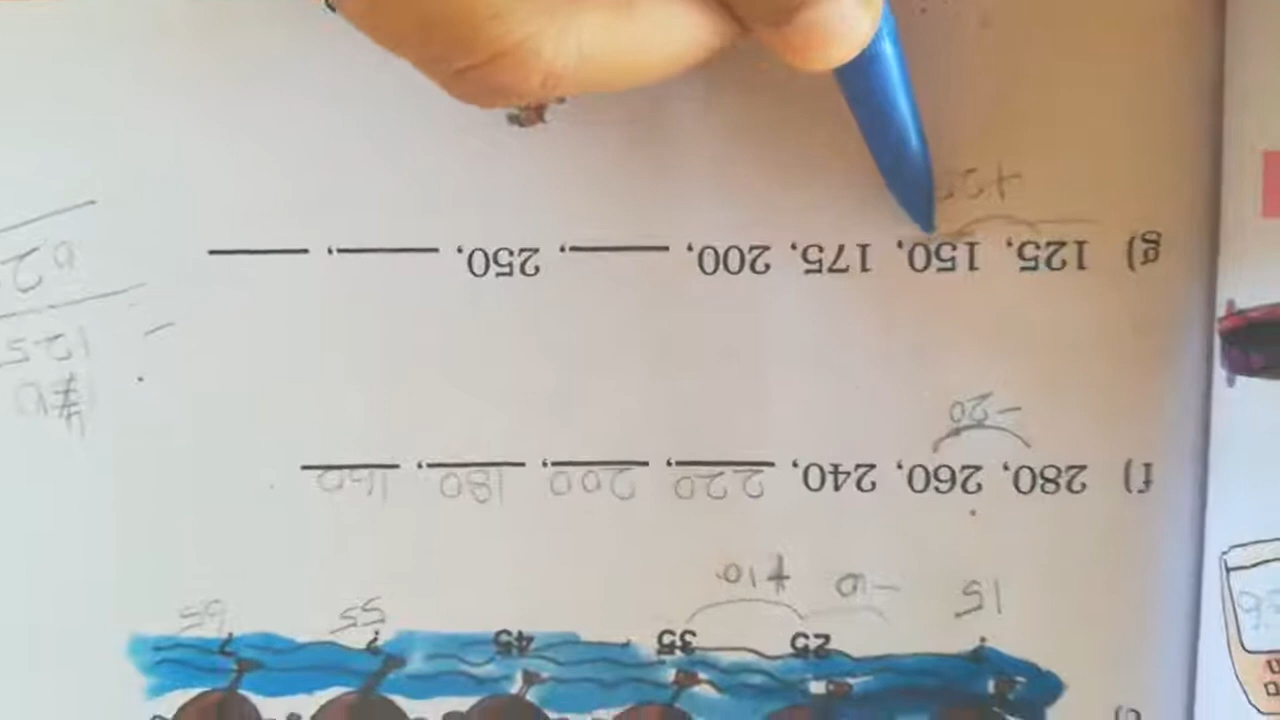 e)
? 25 35 45 ? ?
15 -10 +10 55 65
f) 280, 260, 240, 220, 200, 180, 160
-20
125
g) 125, 150, 175, 200, ____, 250, ____, ____